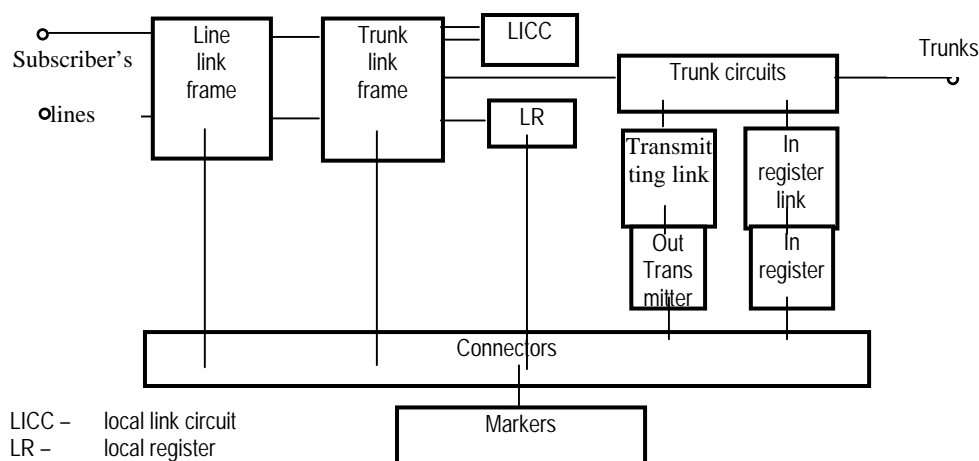 Subscriber's
lines
Line
link
frame
Trunk
link
frame
LICC
LR
Trunk circuits
Trunks
Transmit
ting link
In
register
link
Out
Trans
mitter
In
register
Connectors
Markers
LICC – local link circuit
LR – local register